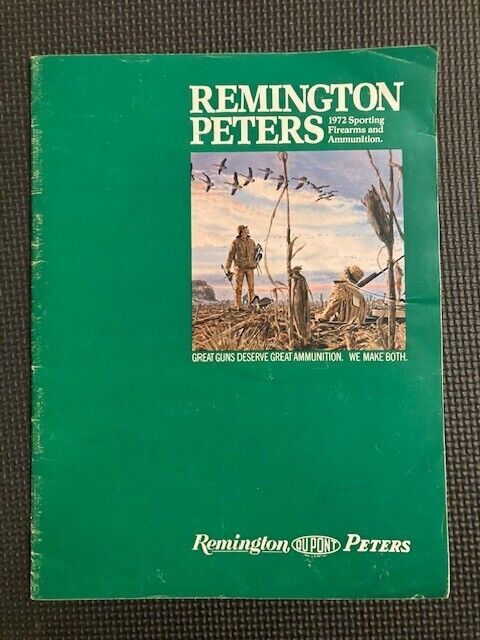 REMINGTON
PETERS
1972 Sporting
Firearms and
Ammunition.
GREAT GUNS DESERVE GREAT AMMUNITION. WE MAKE BOTH.
Remington DU PONT PETERS